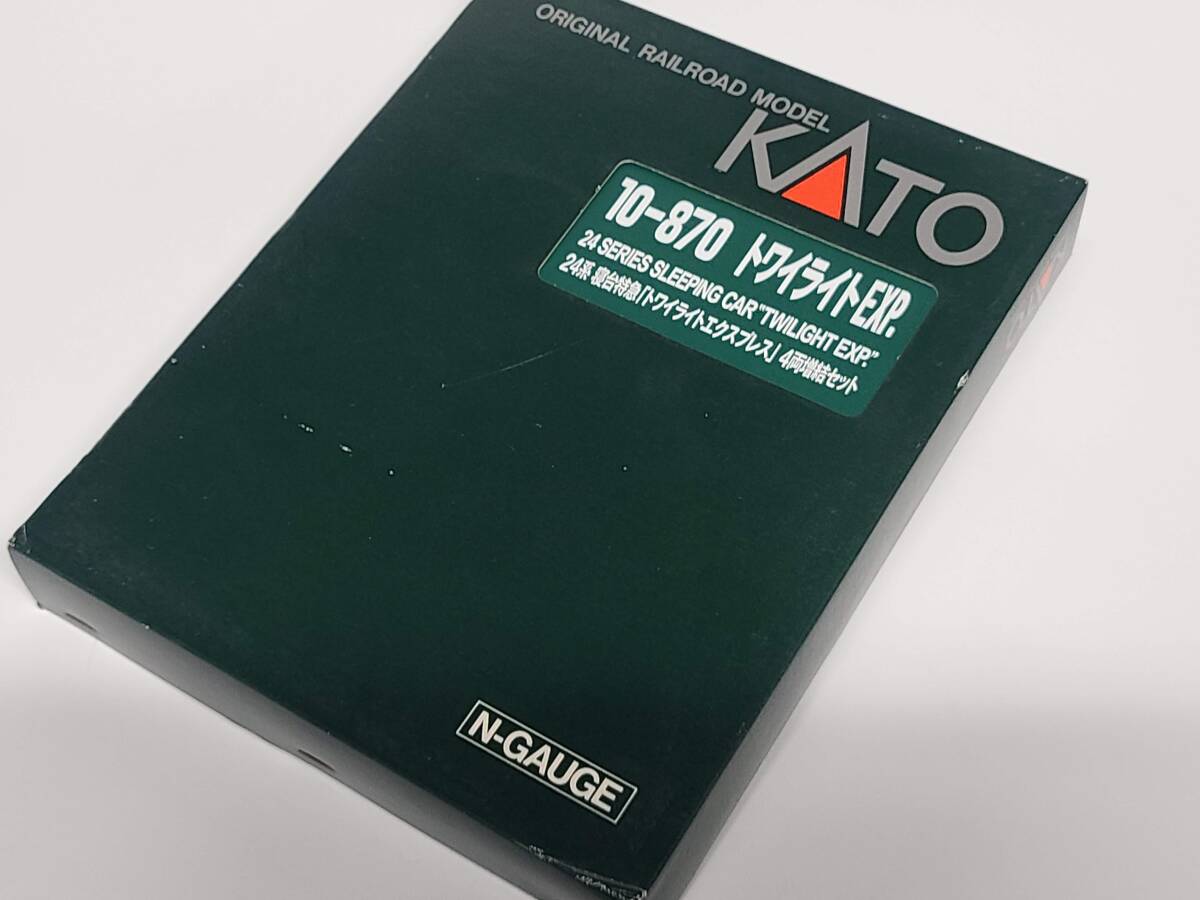 ORIGINAL RAILROAD MODEL
KATO
10-870 トワイライトEXP.
24 SERIES SLEEPING CAR "TWILIGHT EXP."
24系 寝台特急「トワイライトエクスプレス」 4両増結セット
N-GAUGE